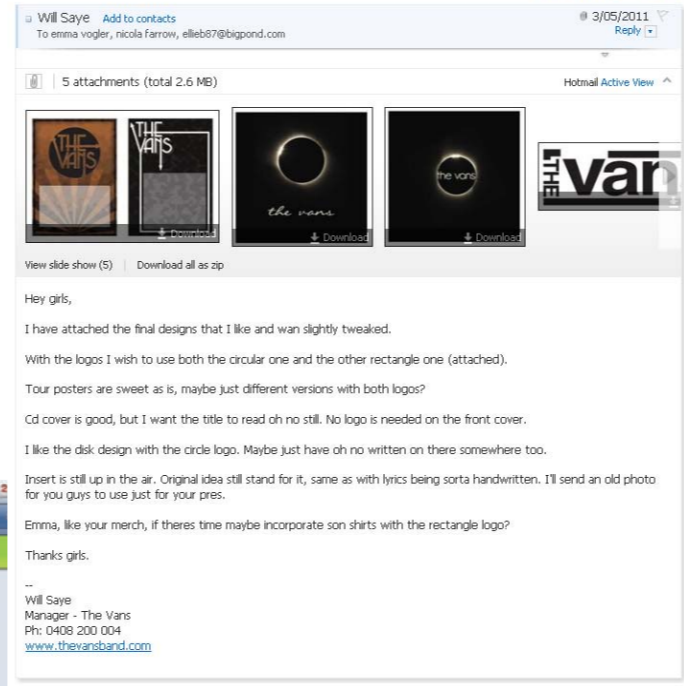 Will Saye Add to contacts 3/05/2011
To emma vogler, nicola farrow, ellieb87@bigpond.com Reply
5 attachments (total 2.6 MB) Hotmail Active View
THE VANS
THE VANS
the vans
the vans
THE van
Download
Download
Download
View slide show (5) Download all as zip
Hey girls,
I have attached the final designs that I like and wan slightly tweaked.
With the logos I wish to use both the circular one and the other rectangle one (attached).
Tour posters are sweet as is, maybe just different versions with both logos?
Cd cover is good, but I want the title to read oh no still. No logo is needed on the front cover.
I like the disk design with the circle logo. Maybe just have oh no written on there somewhere too.
Insert is still up in the air. Original idea still stand for it, same as with lyrics being sorta handwritten. I'll send an old photo
for you guys to use just for your pres.
Emma, like your merch, if theres time maybe incorporate son shirts with the rectangle logo?
Thanks girls.
--
Will Saye
Manager - The Vans
Ph: 0408 200 004
www.thevansband.com